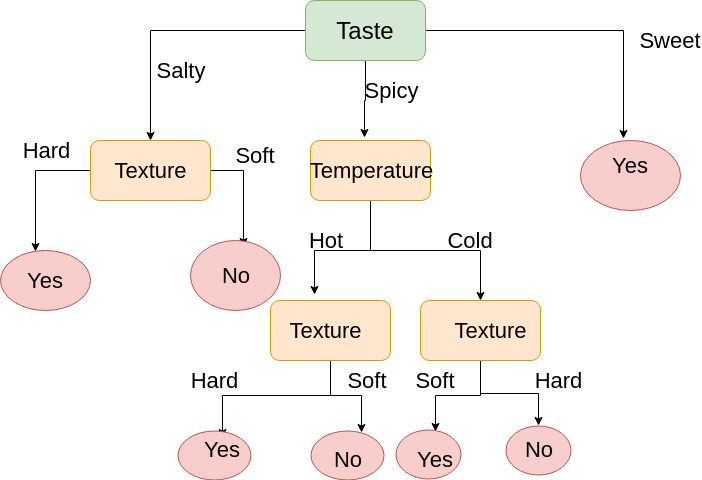 Taste
Sweet
Salty
Spicy
Hard
Soft
Texture
Temperature
Yes
Yes
No
Hot
Cold
Texture
Texture
Hard
Soft
Soft
Hard
Yes
No
Yes
No